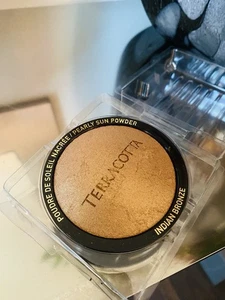 POUDRE DE SOLEIL NACRÉE / PEARLY SUN POWDER
TERRACOTTA
INDIAN BRONZE